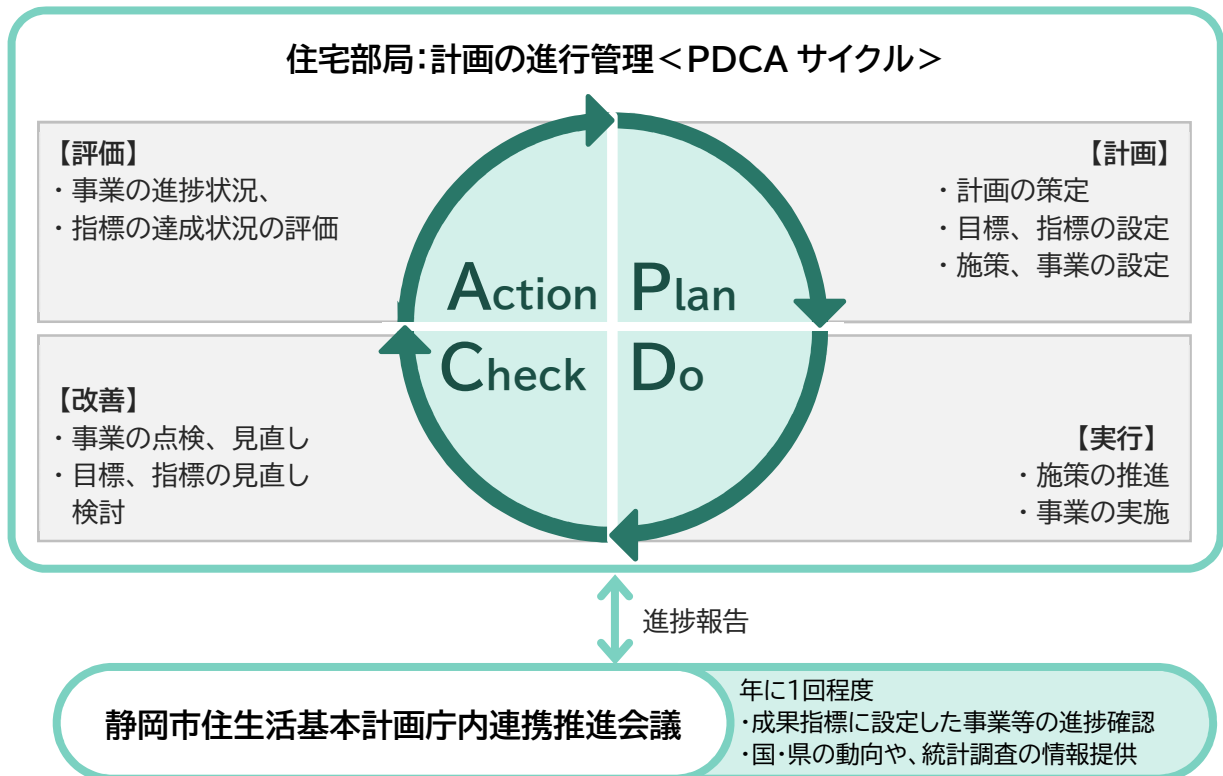 住宅部局：計画の進行管理＜PDCA サイクル＞
【評価】
・事業の進捗状況、
・指標の達成状況の評価
【計画】
・計画の策定
・目標、指標の設定
・施策、事業の設定
Action
Plan
Check
Do
【改善】
・事業の点検、見直し
・目標、指標の見直し
検討
【実行】
・施策の推進
・事業の実施
進捗報告
静岡市住生活基本計画庁内連携推進会議
年に1回程度
・成果指標に設定した事業等の進捗確認
・国・県の動向や、統計調査の情報提供